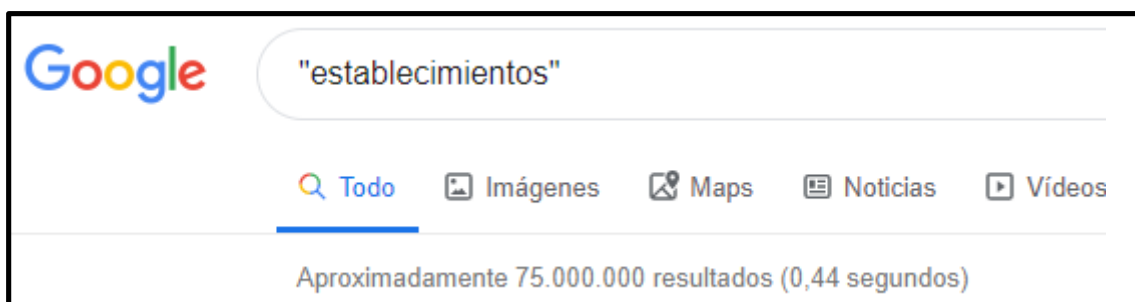 Google "establecimientos"
Todo Imágenes Maps Noticias Vídeos
Aproximadamente 75.000.000 resultados (0,44 segundos)